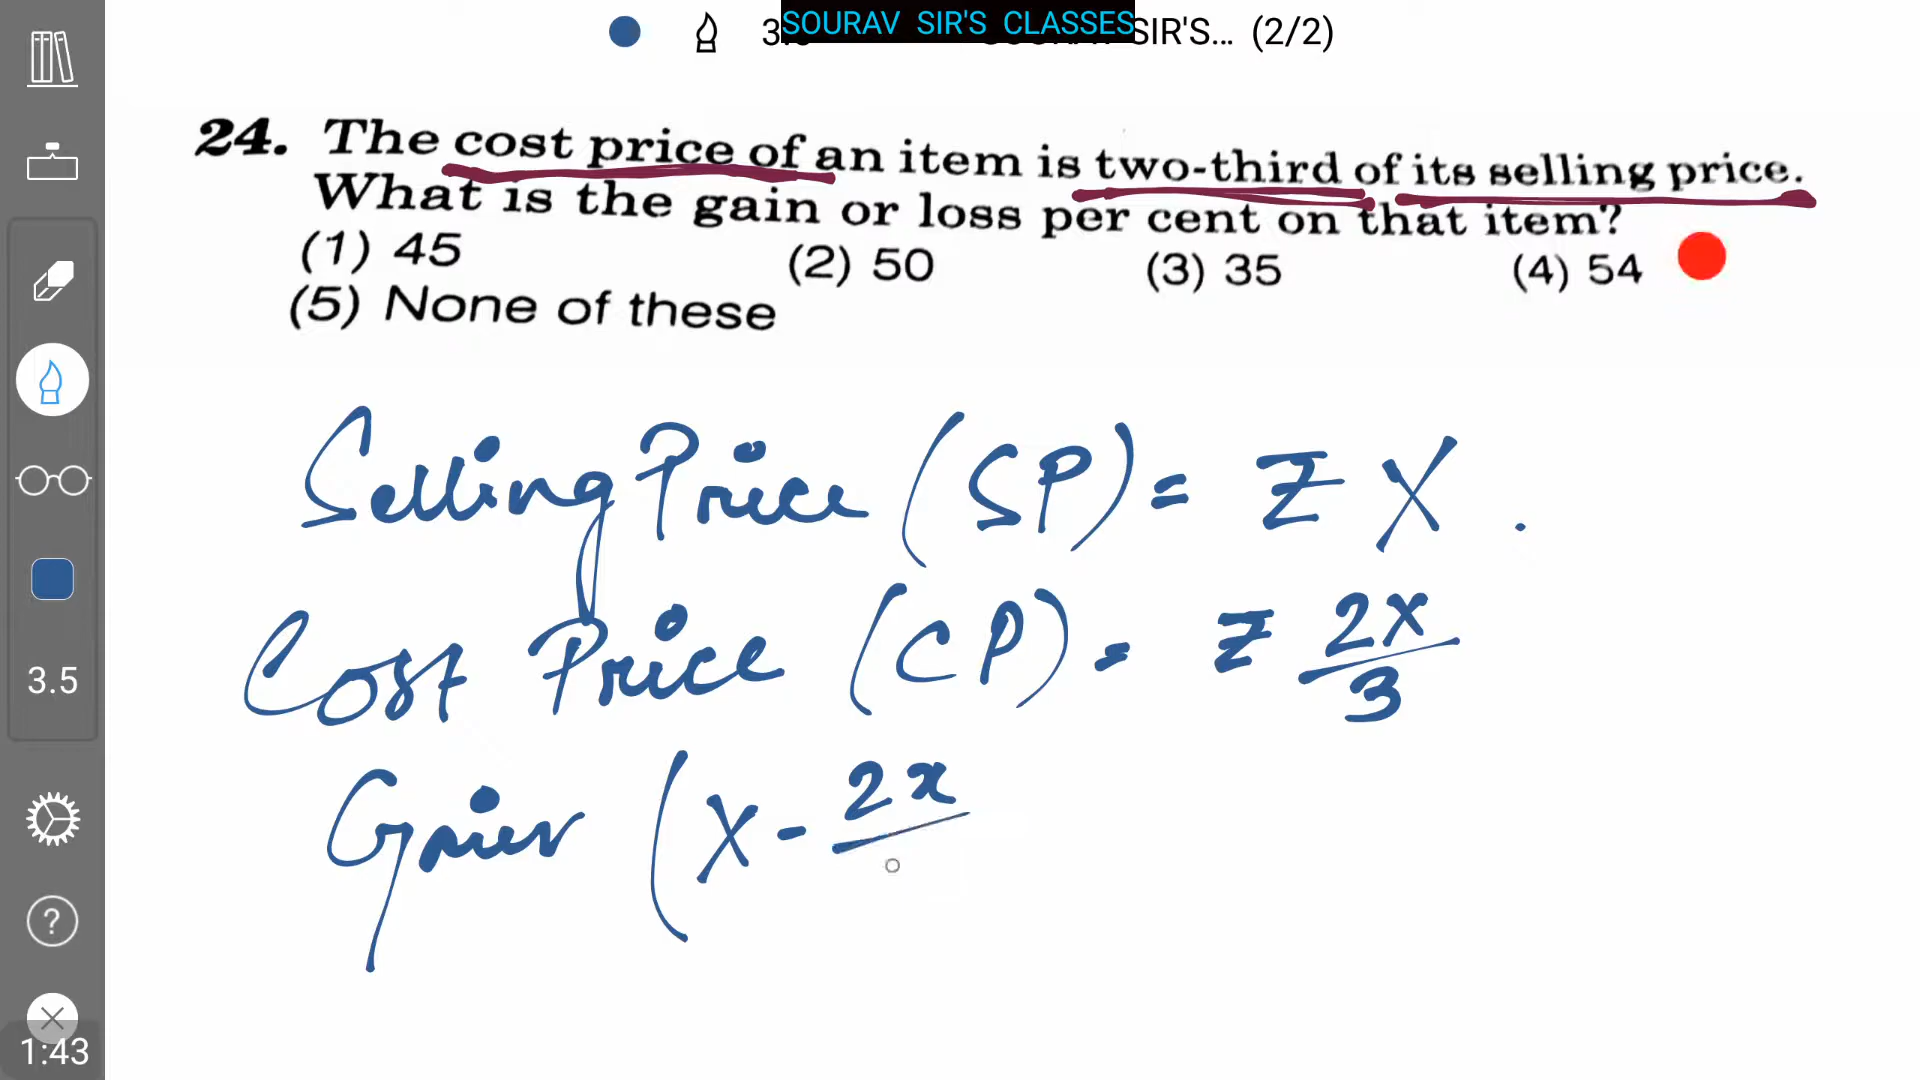 SOURAV SIR'S CLASSES
SIR'S... (2/2)
24. The cost price of an item is two-third of its selling price.
What is the gain or loss per cent on that item?
(1) 45 (2) 50 (3) 35 (4) 54
(5) None of these
Selling Price (SP) = ₹ X.
Cost Price (CP) = ₹ 2x/3
3.5
(X - 2x
?
1:43